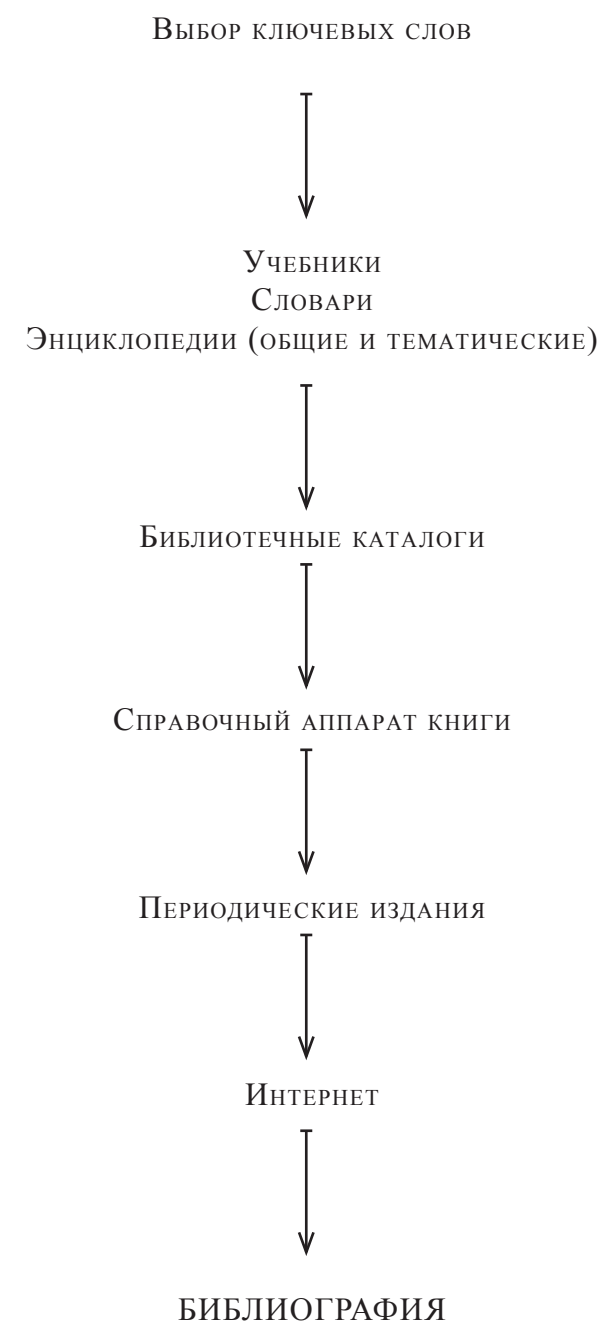 Выбор ключевых слов
Учебники
Словари
Энциклопедии (общие и тематические)
Библиотечные каталоги
Справочный аппарат книги
Периодические издания
Интернет
БИБЛИОГРАФИЯ